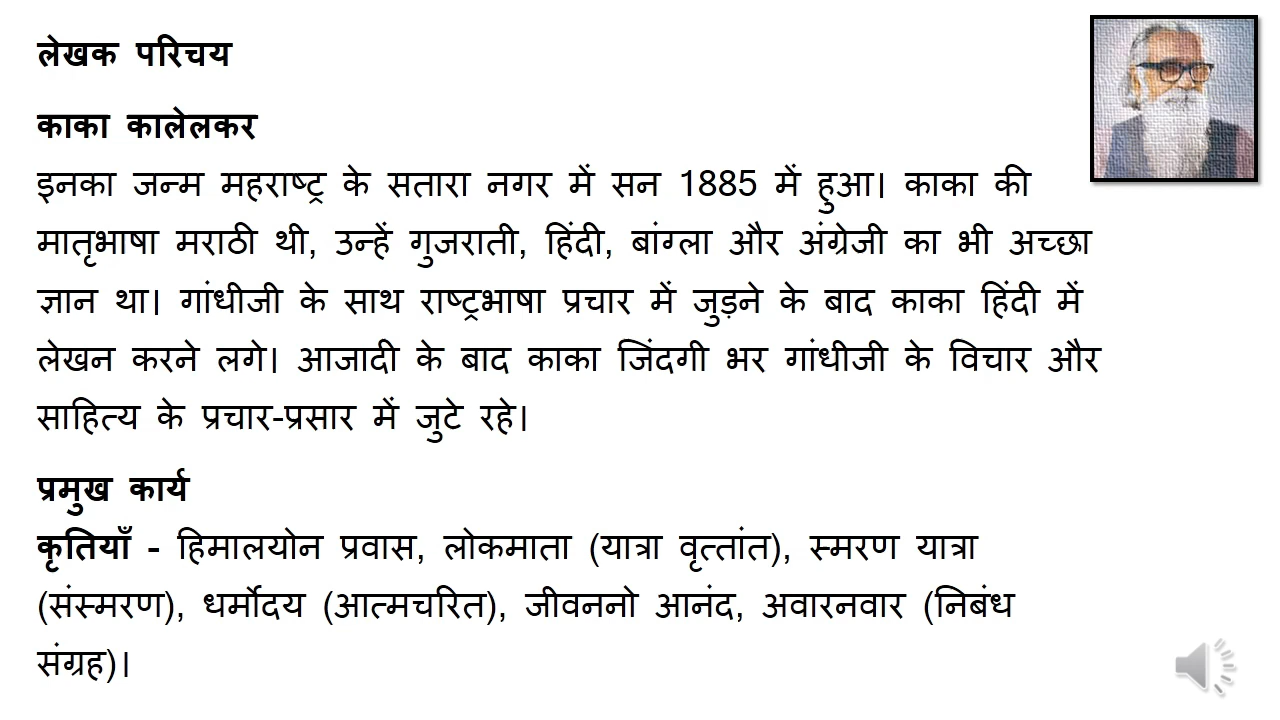 लेखक परिचय
काका कालेलकर
इनका जन्म महराष्ट्र के सतारा नगर में सन 1885 में हुआ। काका की
मातृभाषा मराठी थी, उन्हें गुजराती, हिंदी, बांग्ला और अंग्रेजी का भी अच्छा
ज्ञान था। गांधीजी के साथ राष्ट्रभाषा प्रचार में जुड़ने के बाद काका हिंदी में
लेखन करने लगे। आजादी के बाद काका जिंदगी भर गांधीजी के विचार और
साहित्य के प्रचार-प्रसार में जुटे रहे।
प्रमुख कार्य
कृतियाँ - हिमालयोन प्रवास, लोकमाता (यात्रा वृत्तांत), स्मरण यात्रा
(संस्मरण), धर्मोदय (आत्मचरित), जीवननो आनंद, अवारनवार (निबंध
संग्रह)।